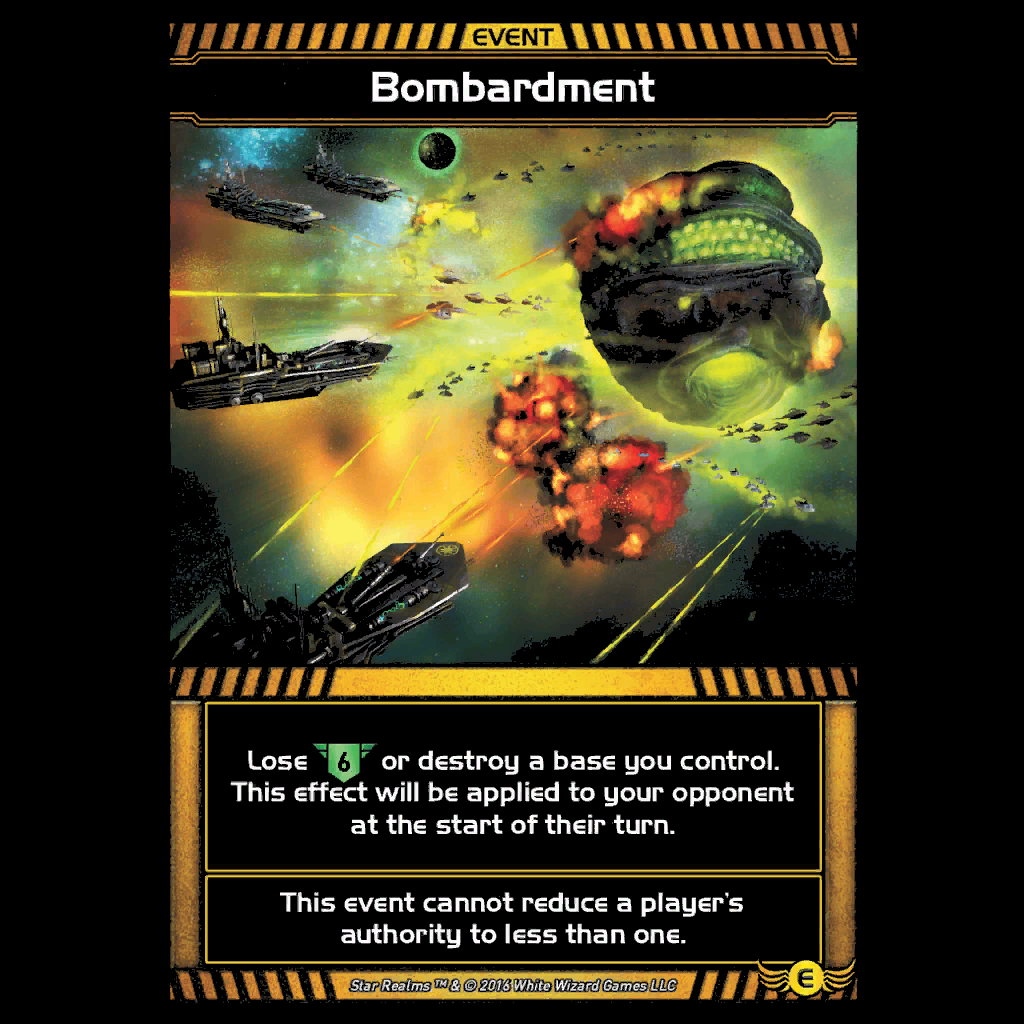 EVENT
Bombardment
Lose 6 or destroy a base you control.
This effect will be applied to your opponent
at the start of their turn.
This event cannot reduce a player's
authority to less than one.
E
Star Realms ™ & © 2016 White Wizard Games LLC